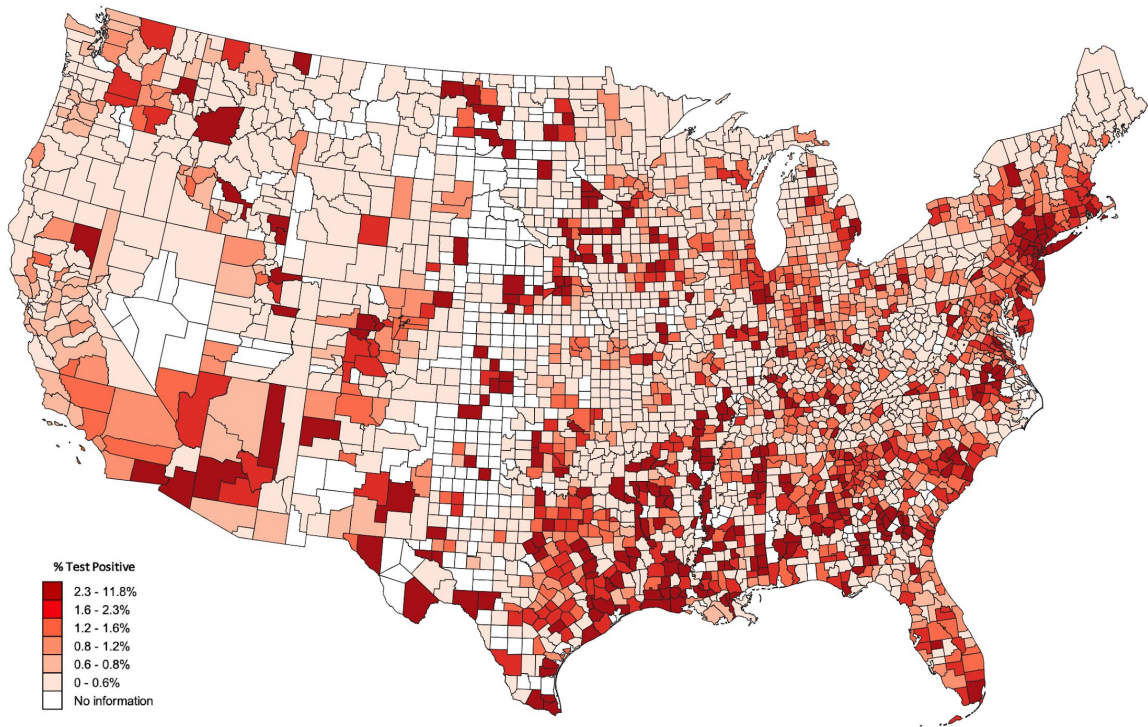 % Test Positive
2.3 - 11.8%
1.6 - 2.3%
1.2 - 1.6%
0.8 - 1.2%
0.6 - 0.8%
0 - 0.6%
No information